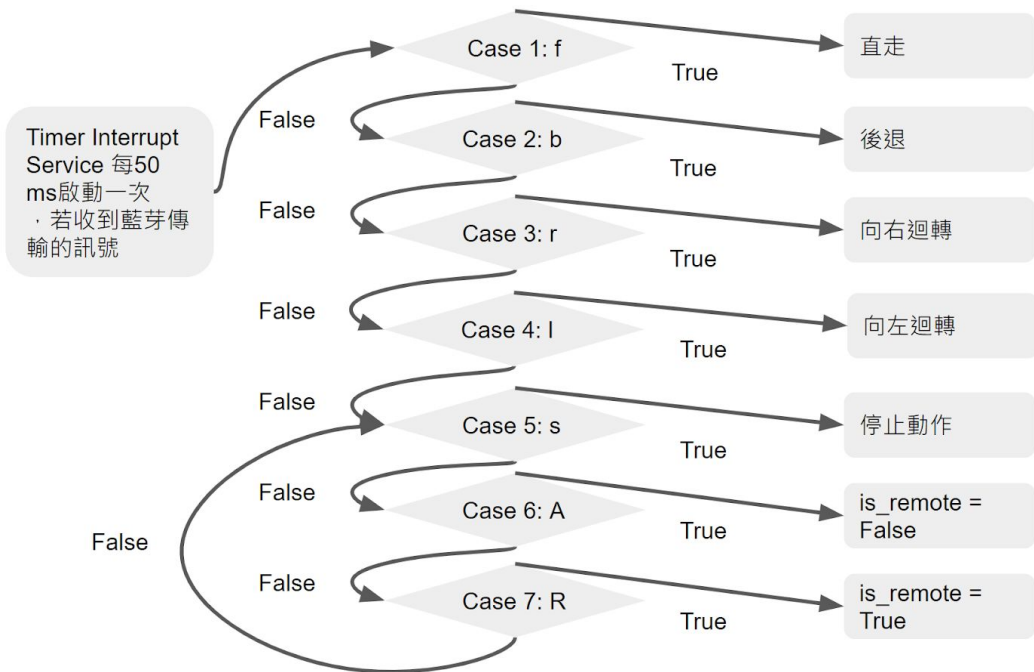 Timer Interrupt
Service 每50
ms啟動一次
，若收到藍芽傳
輸的訊號
Case 1: f
True
直走
False
Case 2: b
True
後退
False
Case 3: r
True
向右迴轉
False
Case 4: l
True
向左迴轉
False
Case 5: s
True
停止動作
False
Case 6: A
True
is_remote =
False
False
Case 7: R
True
is_remote =
True
False